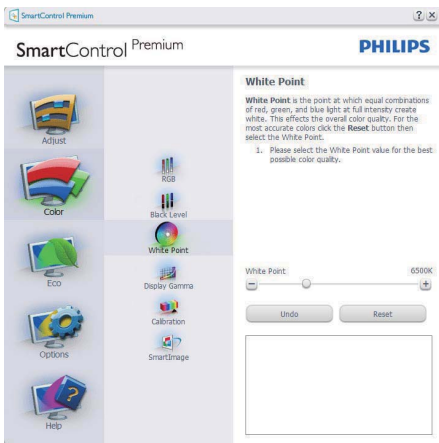 SmartControl Premium
? ×
SmartControl Premium
PHILIPS
Adjust
Color
Eco
Options
Help
RGB
Black Level
White Point
Display Gamma
Calibration
SmartImage
White Point
White Point is the point at which equal combinations
of red, green, and blue light at full intensity create
white. This effects the overall color quality. For the
most accurate colors click the Reset button then
select the White Point.
1. Please select the White Point value for the best
possible color quality.
White Point 6500K
Undo Reset